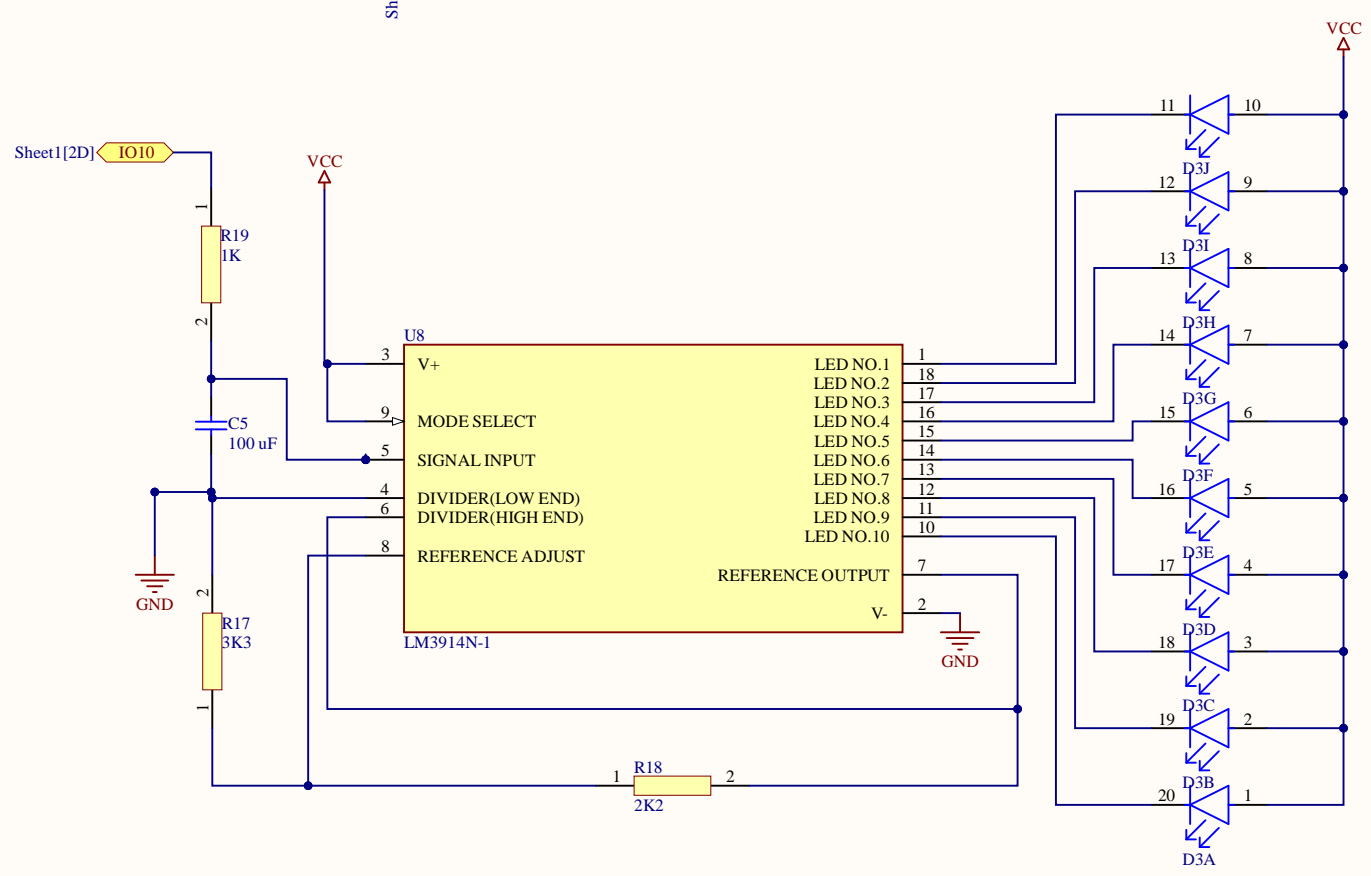 Sh
VCC
11 10
Sheet1[2D] IO10
VCC
D3J
12 9
1
R19
1K
D3I
13 8
2
D3H
14 7
U8
3 V+
LED NO.1 1
LED NO.2 18
LED NO.3 17
D3G
15 6
9 MODE SELECT
LED NO.4 16
C5
100 uF
LED NO.5 15
5 SIGNAL INPUT
LED NO.6 14
LED NO.7 13
D3F
16 5
4 DIVIDER(LOW END)
LED NO.8 12
6 DIVIDER(HIGH END)
LED NO.9 11
LED NO.10 10
8 REFERENCE ADJUST
D3E
17 4
REFERENCE OUTPUT 7
GND
2
V- 2
R17
3K3
D3D
18 3
LM3914N-1
GND
1
D3C
19 2
R18
1 2
2K2
D3B
20 1
D3A